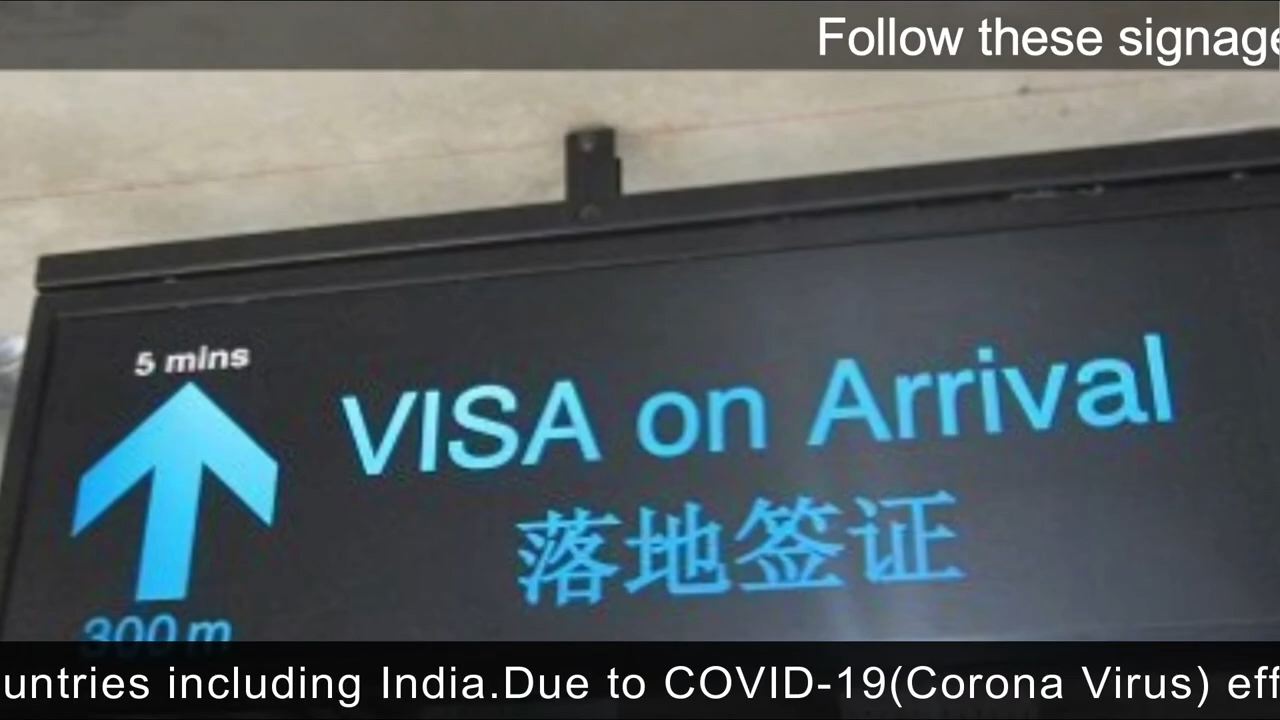 Follow these signage
5 mins
VISA on Arrival
落地签证
300 m
untries including India.Due to COVID-19(Corona Virus) eff